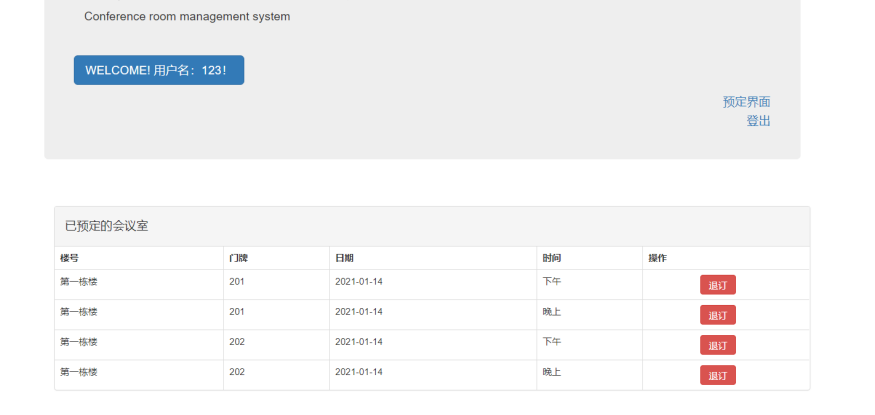 Conference room management system
WELCOME! 用户名：123！
预定界面
登出
已预定的会议室
楼号 门牌 日期 时间 操作
第一栋楼 201 2021-01-14 下午 退订
第一栋楼 201 2021-01-14 晚上 退订
第一栋楼 202 2021-01-14 下午 退订
第一栋楼 202 2021-01-14 晚上 退订